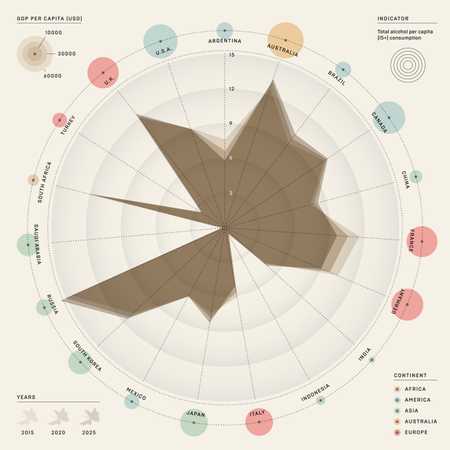 GDP PER CAPITA (USD)
10000
30000
60000
INDICATOR
Total alcohol per capita
(15+) consumption
ARGENTINA
AUSTRALIA
BRAZIL
CANADA
CHINA
FRANCE
GERMANY
INDIA
INDONESIA
ITALY
JAPAN
MEXICO
SOUTH KOREA
RUSSIA
SAUDI ARABIA
SOUTH AFRICA
TURKEY
U.K.
U.S.A.
15
12
9
6
3
YEARS
2015 2020 2025
CONTINENT
AFRICA
AMERICA
ASIA
AUSTRALIA
EUROPE